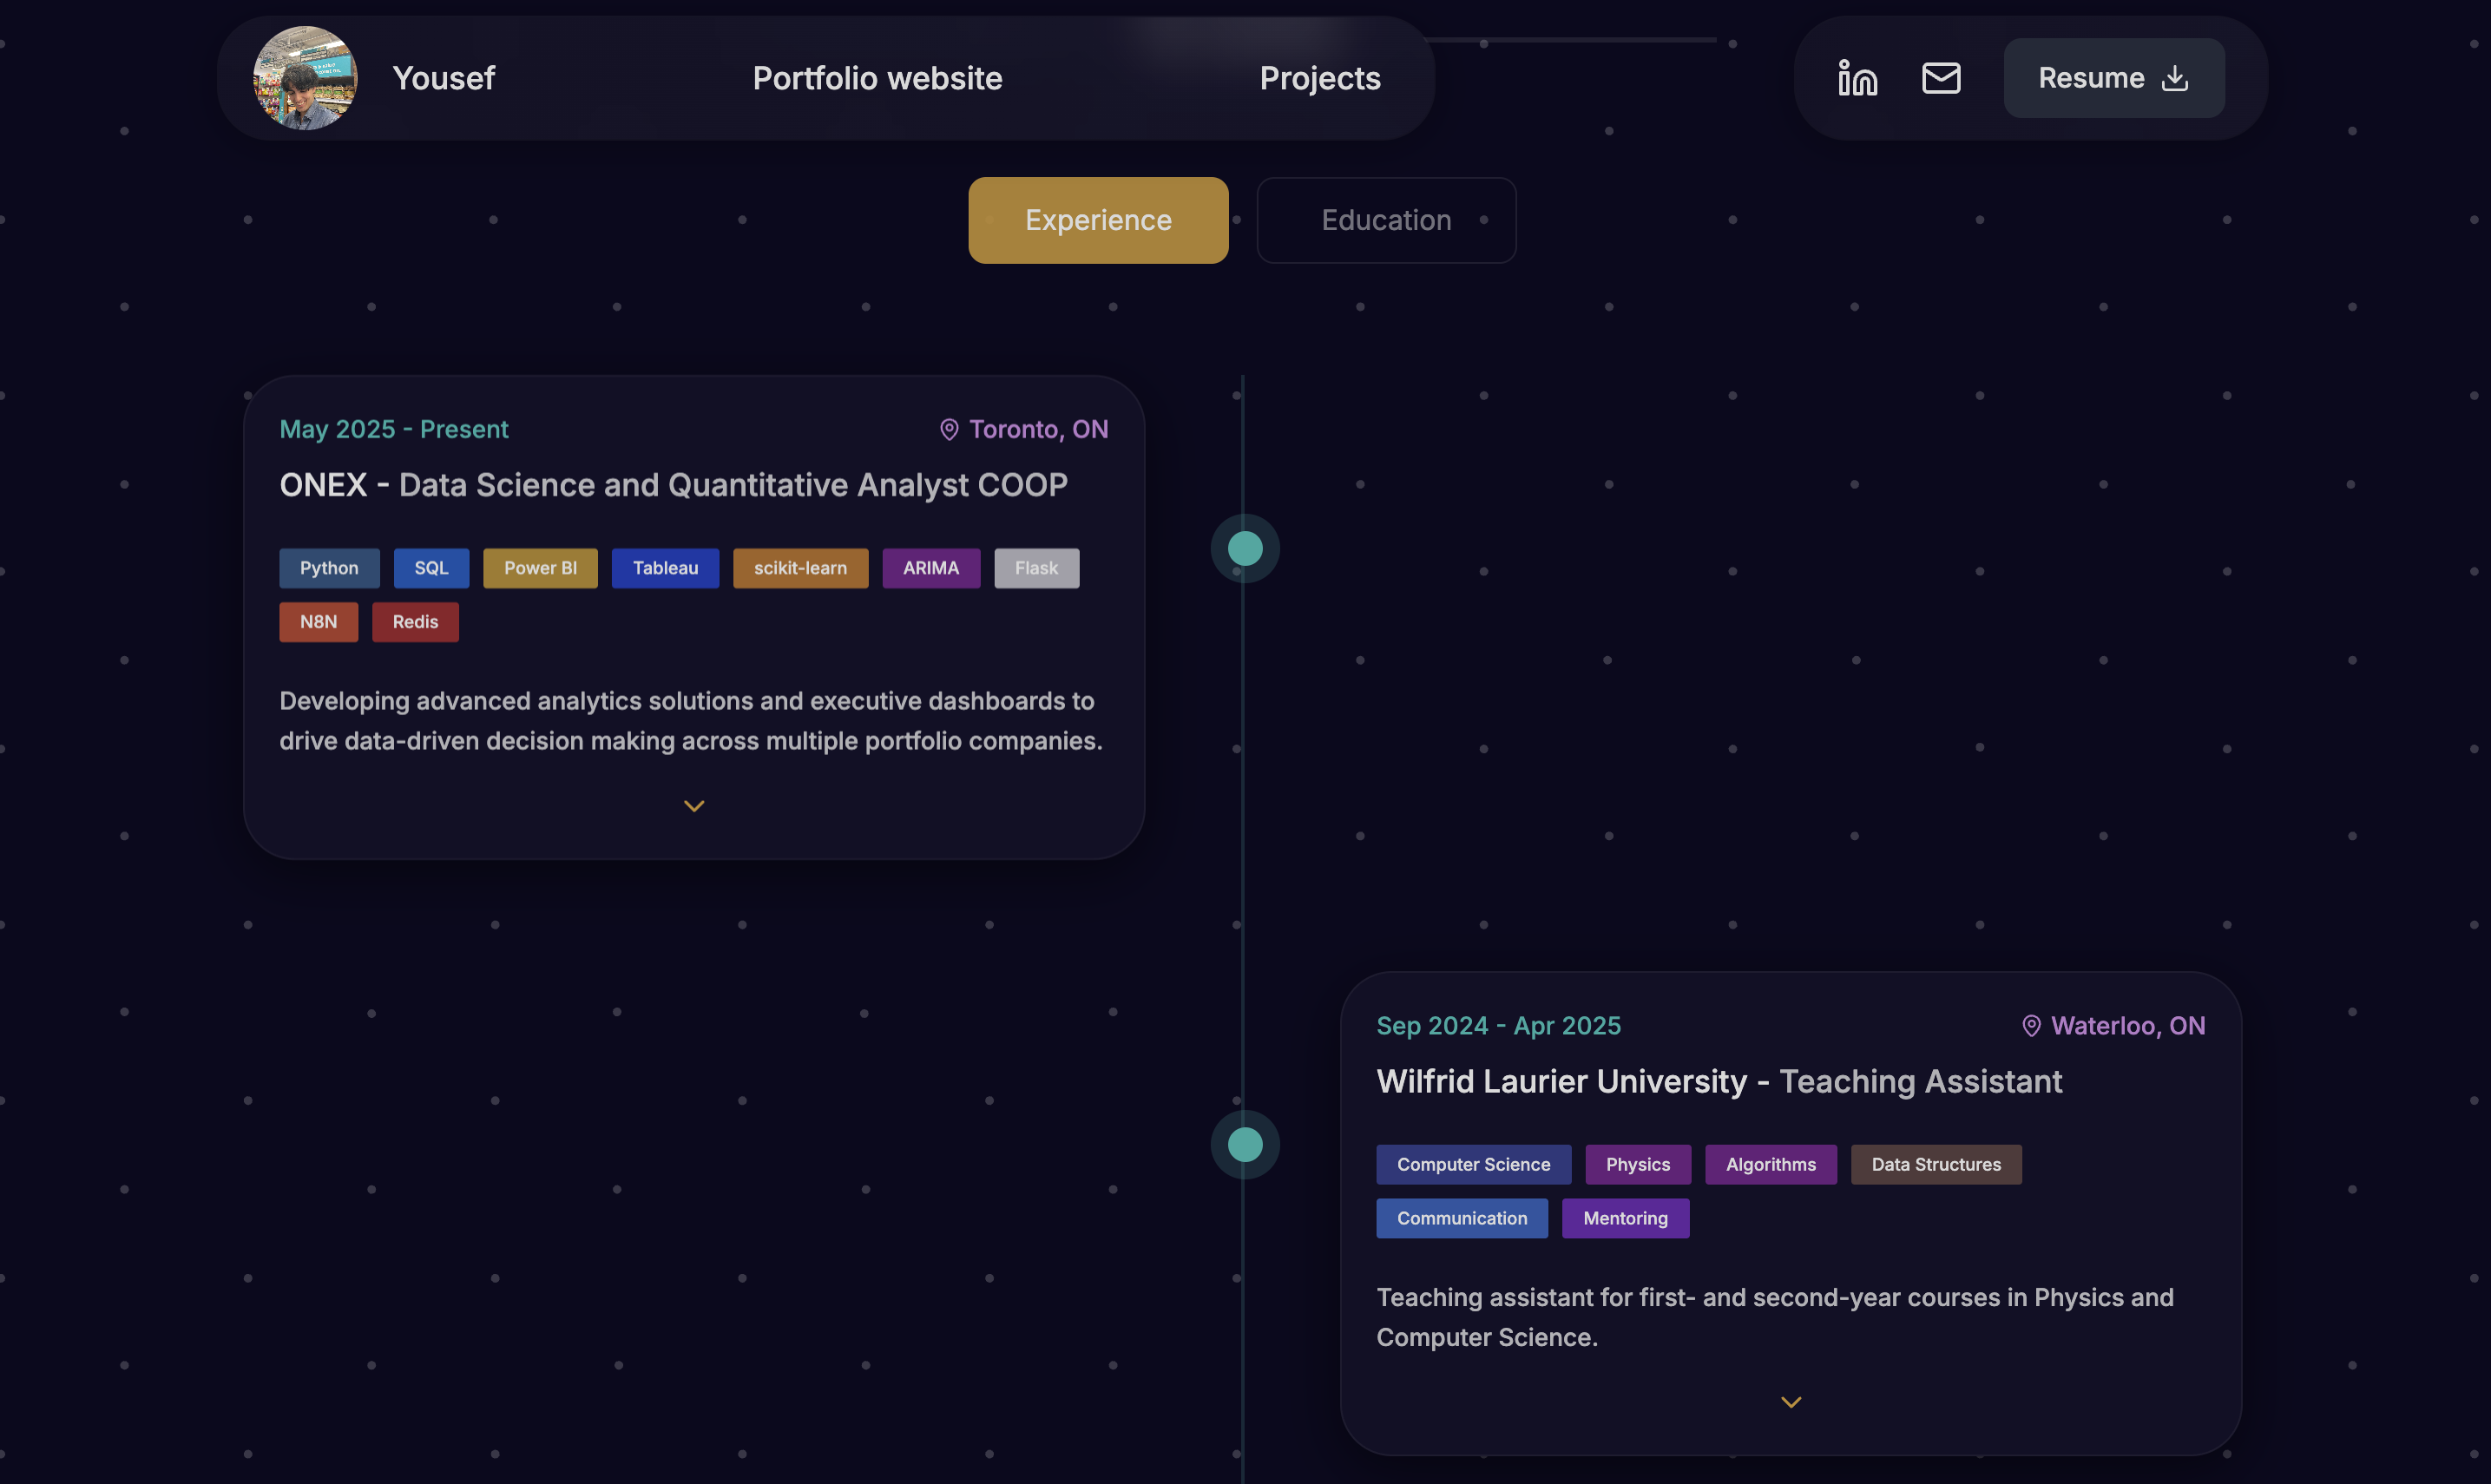 Yousef
Portfolio website
Projects
Resume
Experience
Education
May 2025 - Present
Toronto, ON
ONEX - Data Science and Quantitative Analyst COOP
Python SQL Power BI Tableau scikit-learn ARIMA Flask
N8N Redis
Developing advanced analytics solutions and executive dashboards to
drive data-driven decision making across multiple portfolio companies.
Sep 2024 - Apr 2025
Waterloo, ON
Wilfrid Laurier University - Teaching Assistant
Computer Science Physics Algorithms Data Structures
Communication Mentoring
Teaching assistant for first- and second-year courses in Physics and
Computer Science.